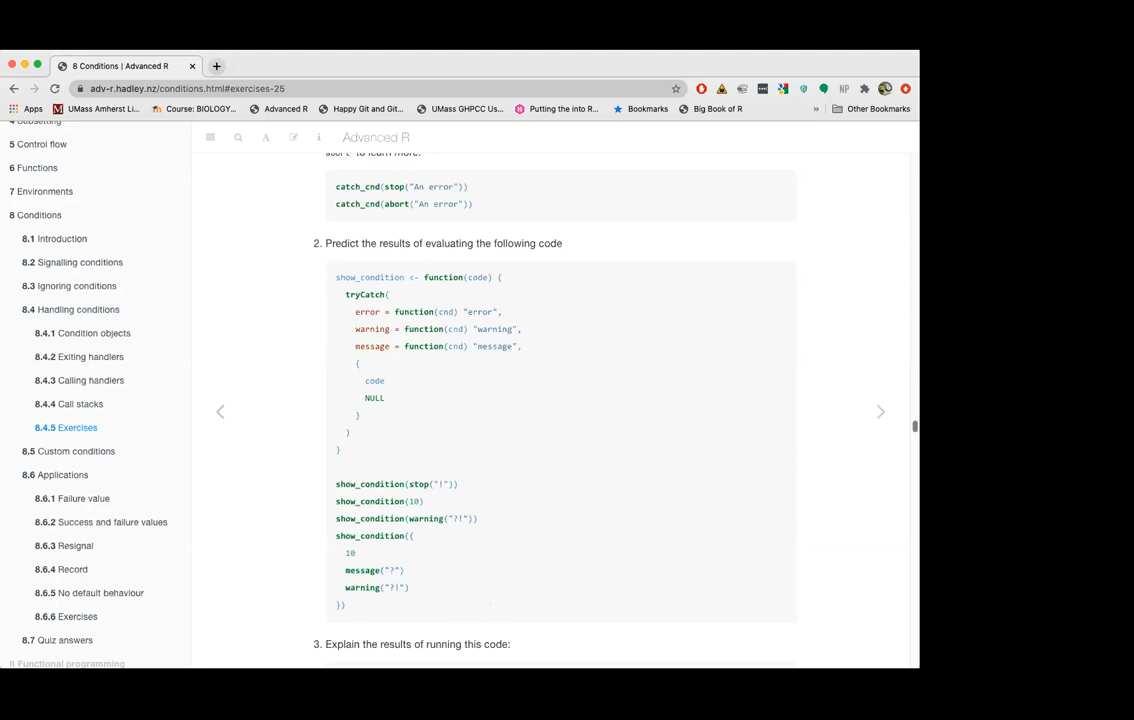 8 Conditions | Advanced R
adv-r.hadley.nz/conditions.html#exercises-25
Apps UMass Amherst Li... Course: BIOLOGY... Advanced R Happy Git and Git... UMass GHPCC Us... Putting the into R... Bookmarks Big Book of R » Other Bookmarks
4 Subsetting
5 Control flow
6 Functions
7 Environments
8 Conditions
8.1 Introduction
8.2 Signalling conditions
8.3 Ignoring conditions
8.4 Handling conditions
8.4.1 Condition objects
8.4.2 Exiting handlers
8.4.3 Calling handlers
8.4.4 Call stacks
8.4.5 Exercises
8.5 Custom conditions
8.6 Applications
8.6.1 Failure value
8.6.2 Success and failure values
8.6.3 Resignal
8.6.4 Record
8.6.5 No default behaviour
8.6.6 Exercises
8.7 Quiz answers
II Functional programming
Advanced R
abort to learn more.
catch_cnd(stop("An error"))
catch_cnd(abort("An error"))
2. Predict the results of evaluating the following code
show_condition <- function(code) {
tryCatch(
error = function(cnd) "error",
warning = function(cnd) "warning",
message = function(cnd) "message",
{
code
NULL
}
)
}
show_condition(stop("!"))
show_condition(10)
show_condition(warning("?!"))
show_condition({
10
message("?")
warning("?!")
})
3. Explain the results of running this code: